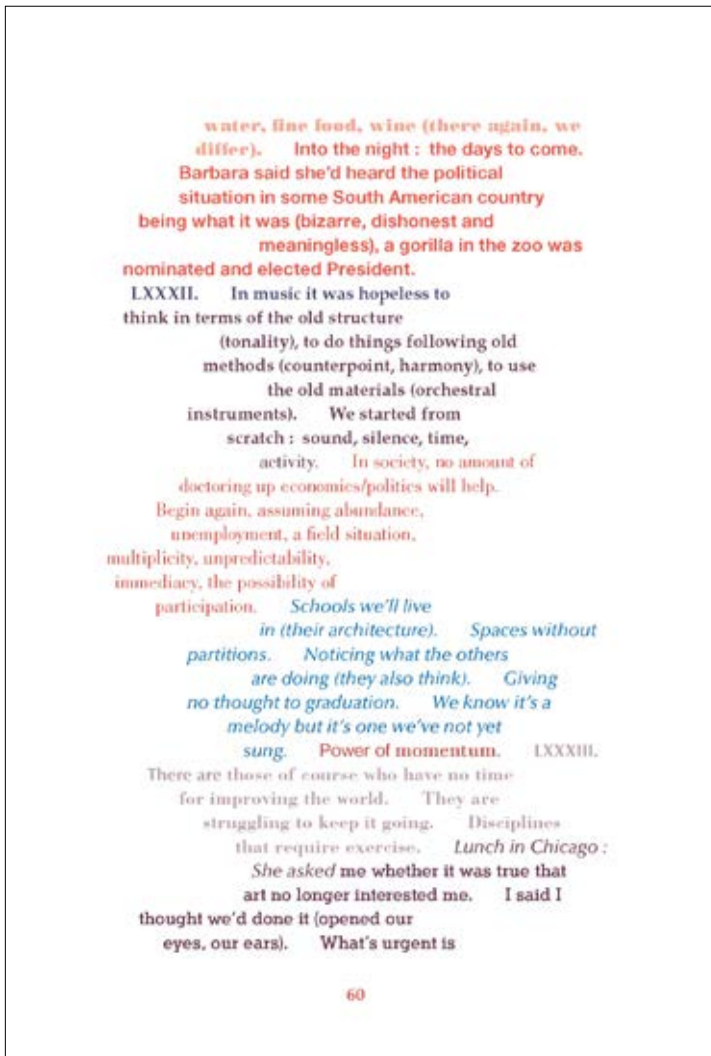 water, fine food, wine (there again, we
differ). Into the night : the days to come.
Barbara said she'd heard the political
situation in some South American country
being what it was (bizarre, dishonest and
meaningless), a gorilla in the zoo was
nominated and elected President.
LXXXII. In music it was hopeless to
think in terms of the old structure
(tonality), to do things following old
methods (counterpoint, harmony), to use
the old materials (orchestral
instruments). We started from
scratch : sound, silence, time,
activity. In society, no amount of
doctoring up economics/politics will help.
Begin again, assuming abundance,
unemployment, a field situation,
multiplicity, unpredictability,
immediacy, the possibility of
participation. Schools we'll live
in (their architecture). Spaces without
partitions. Noticing what the others
are doing (they also think). Giving
no thought to graduation. We know it's a
melody but it's one we've not yet
sung. Power of momentum. LXXXIII.
There are those of course who have no time
for improving the world. They are
struggling to keep it going. Disciplines
that require exercise. Lunch in Chicago :
She asked me whether it was true that
art no longer interested me. I said I
thought we'd done it (opened our
eyes, our ears). What's urgent is
60